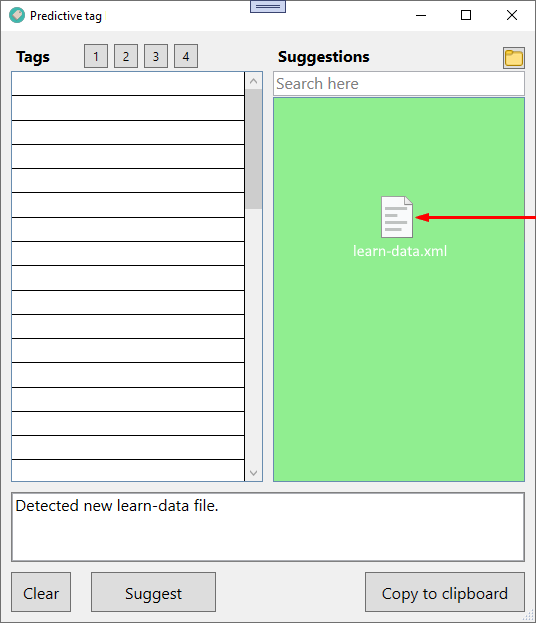 Predictive tag
Tags 1 2 3 4 Suggestions
Search here
learn-data.xml
Detected new learn-data file.
Clear Suggest Copy to clipboard